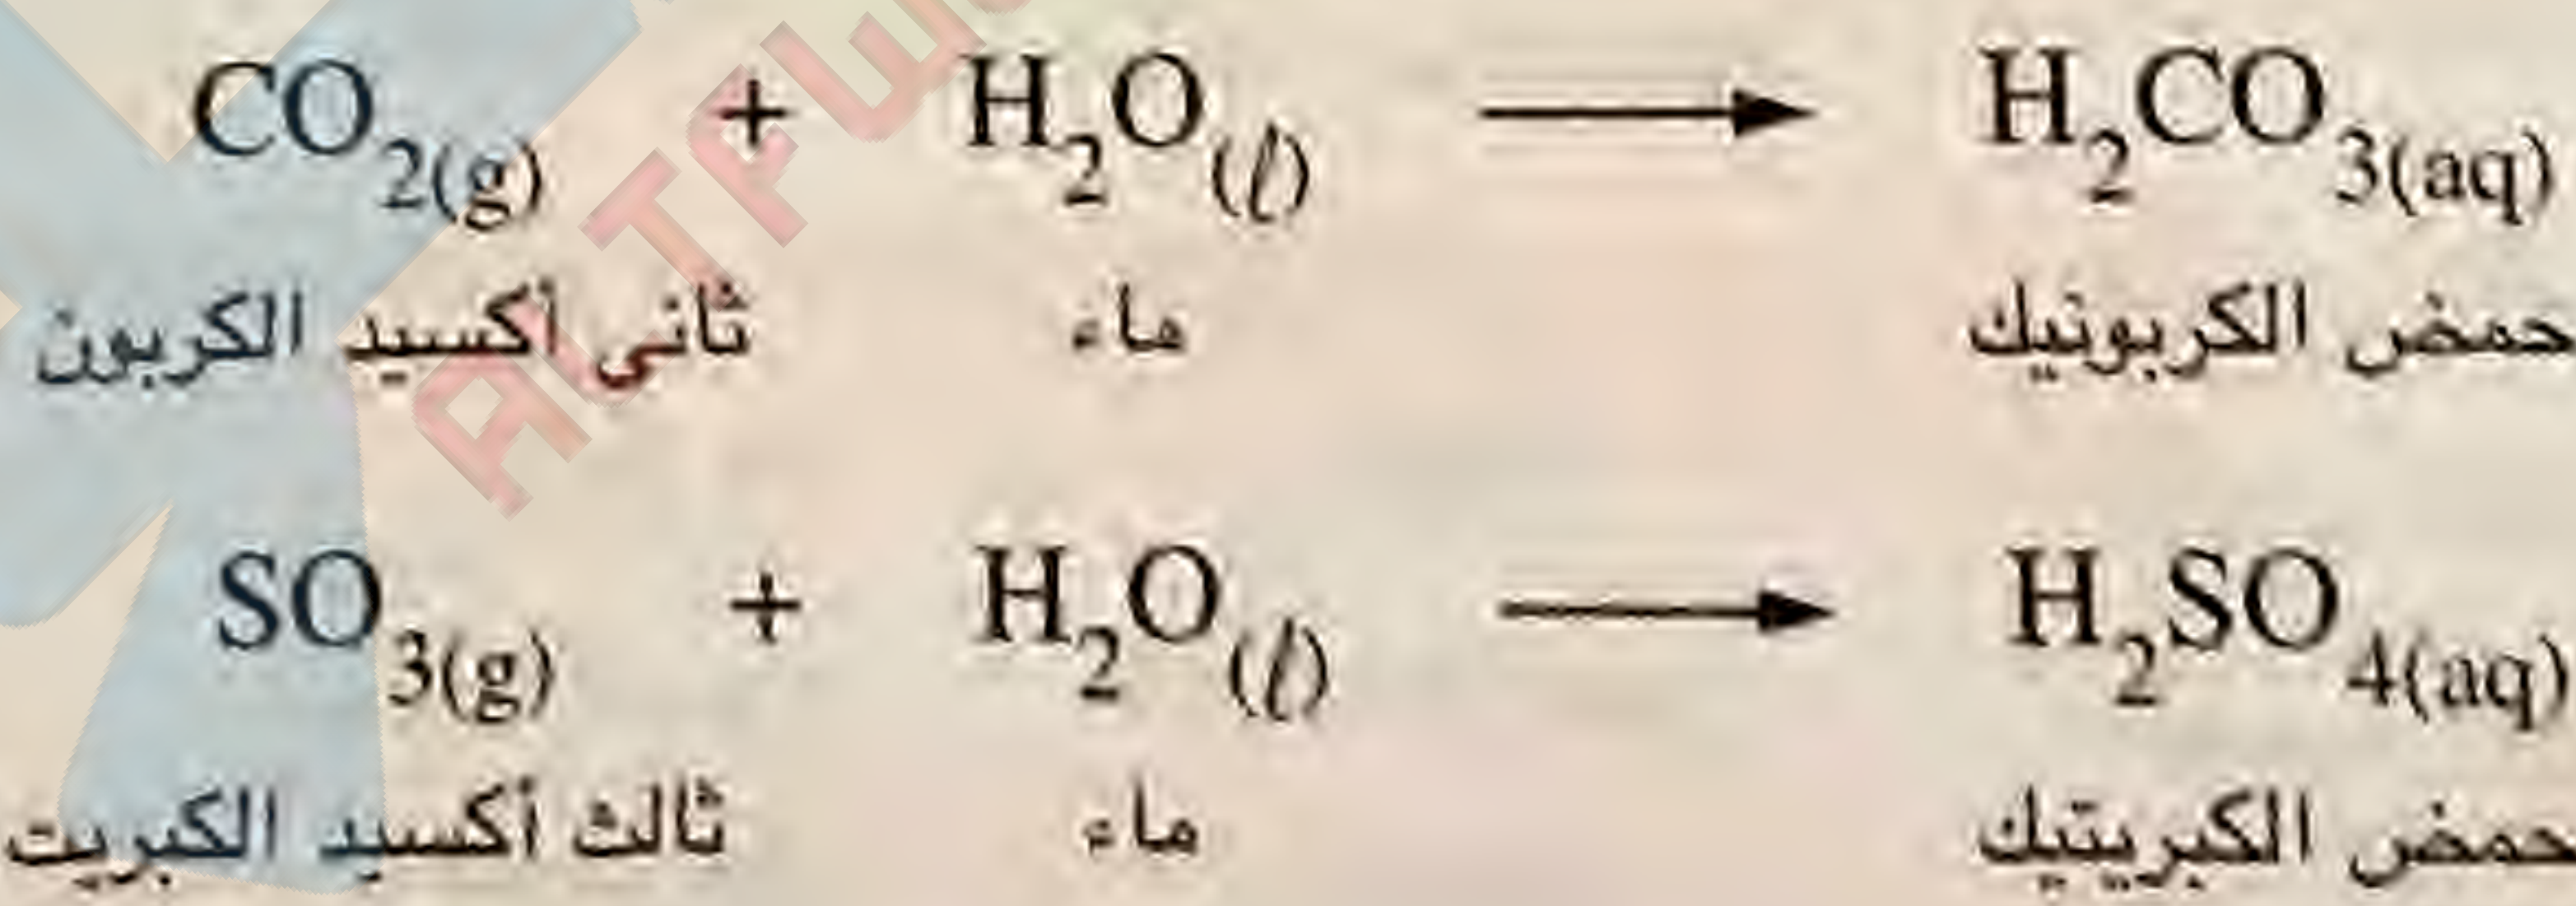 CO2(g) + H2O(l) ⟶ H2CO3(aq)
ثانى أكسيد الكربون ماء حمض الكربونيك
SO3(g) + H2O(l) ⟶ H2SO4(aq)
ثالث أكسيد الكبريت ماء حمض الكبريتيك